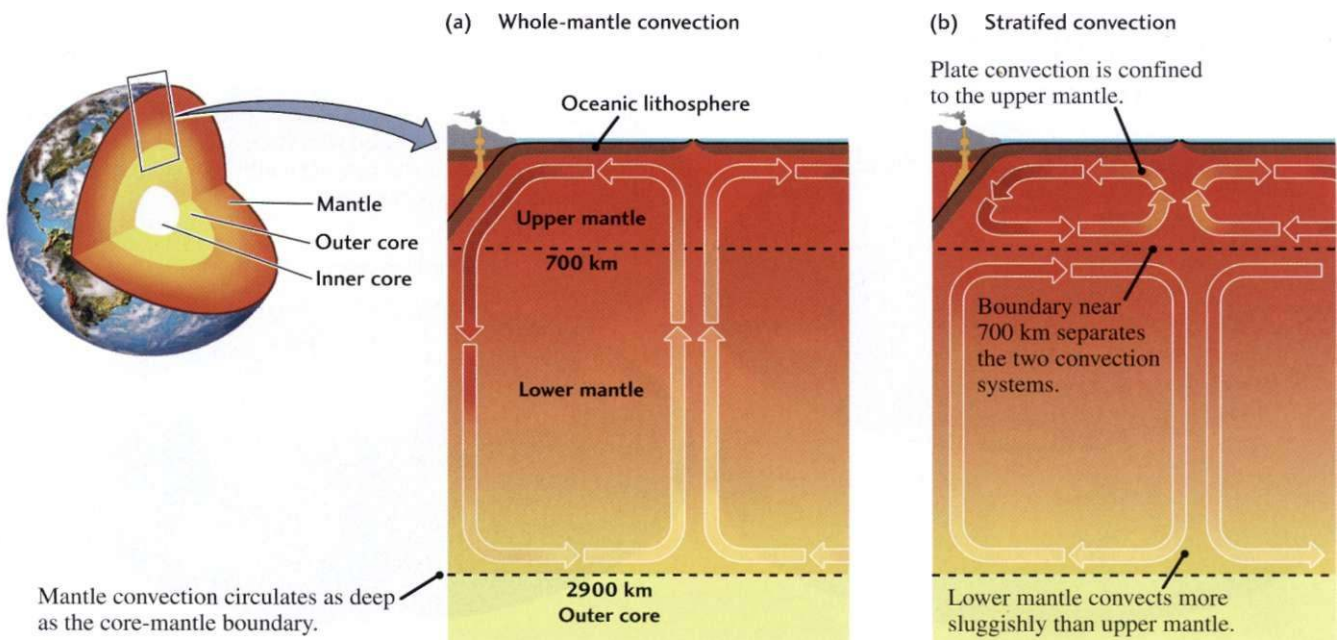 (a) Whole-mantle convection
(b) Stratifed convection
Plate convection is confined
to the upper mantle.
Oceanic lithosphere
Mantle
Outer core
Inner core
Upper mantle
700 km
Lower mantle
Boundary near
700 km separates
the two convection
systems.
Mantle convection circulates as deep
as the core-mantle boundary.
2900 km
Outer core
Lower mantle convects more
sluggishly than upper mantle.